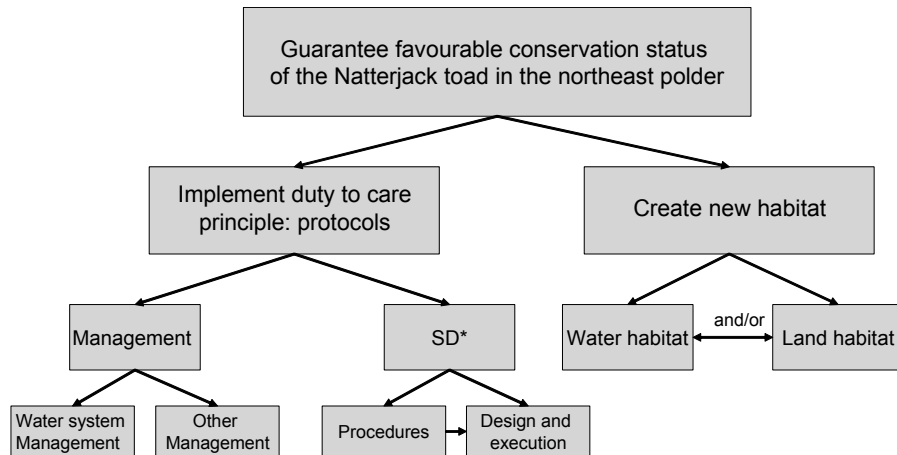 Guarantee favourable conservation status
of the Natterjack toad in the northeast polder
Implement duty to care
principle: protocols
Create new habitat
Management
SD*
Water habitat
and/or
Land habitat
Water system
Management
Other
Management
Procedures
Design and
execution